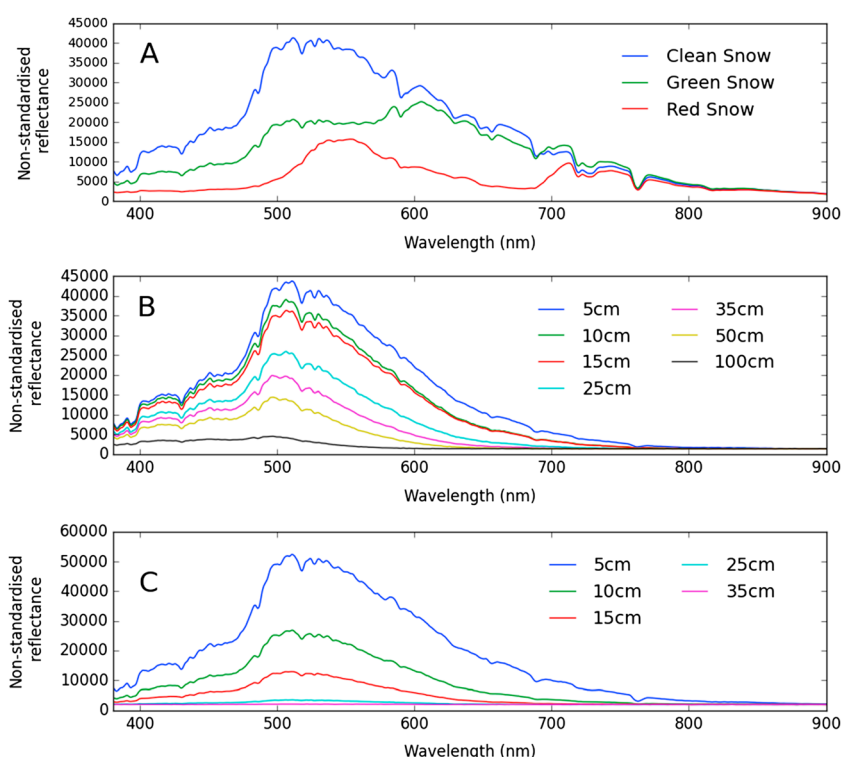 45000
40000
35000
30000
25000
20000
15000
10000
5000
0
Non-standardised
reflectance
A
Clean Snow
Green Snow
Red Snow
400 500 600 700 800 900
Wavelength (nm)
45000
40000
35000
30000
25000
20000
15000
10000
5000
0
Non-standardised
reflectance
B
5cm 35cm
10cm 50cm
15cm 100cm
25cm
400 500 600 700 800 900
Wavelength (nm)
60000
50000
40000
30000
20000
10000
0
Non-standardised
reflectance
C
5cm 25cm
10cm 35cm
15cm
400 500 600 700 800 900
Wavelength (nm)